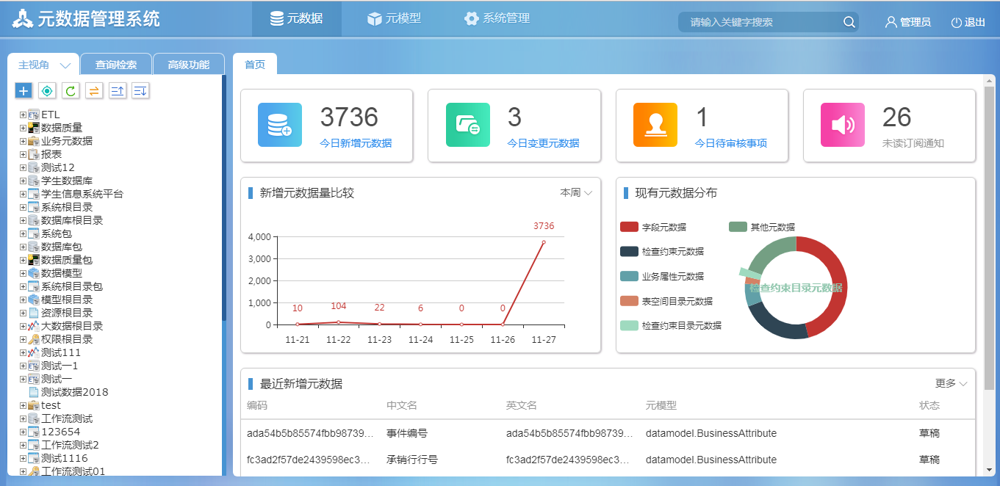 元数据管理系统
元数据
元模型
系统管理
请输入关键字搜索
管理员
退出
主视角
查询检索
高级功能
首页
ETL
数据质量
业务元数据
报表
测试12
学生数据库
学生信息系统平台
系统根目录
数据库根目录
系统包
数据库包
数据质量包
数据模型
系统根目录包
模型根目录
资源根目录
大数据根目录
权限根目录
测试111
测试一1
测试一
测试数据2018
test
工作流测试
123654
工作流测试2
测试1116
工作流测试01
3736
今日新增元数据
3
今日变更元数据
1
今日待审核事项
26
未读订阅通知
新增元数据量比较
本周
4,000
3,000
2,000
1,000
0
10
104
22
6
0
0
3736
11-21
11-22
11-23
11-24
11-25
11-26
11-27
现有元数据分布
字段元数据
检查约束元数据
业务属性元数据
表空间目录元数据
检查约束目录元数据
其他元数据
检查约束目录元数据
最近新增元数据
更多
编码 中文名 英文名 元模型 状态
ada54b5b85574fbb98739... 事件编号 ada54b5b85574fbb98739... datamodel.BusinessAttribute 草稿
fc3ad2f57de2439598ec3... 承销行行号 fc3ad2f57de2439598ec3... datamodel.BusinessAttribute 草稿